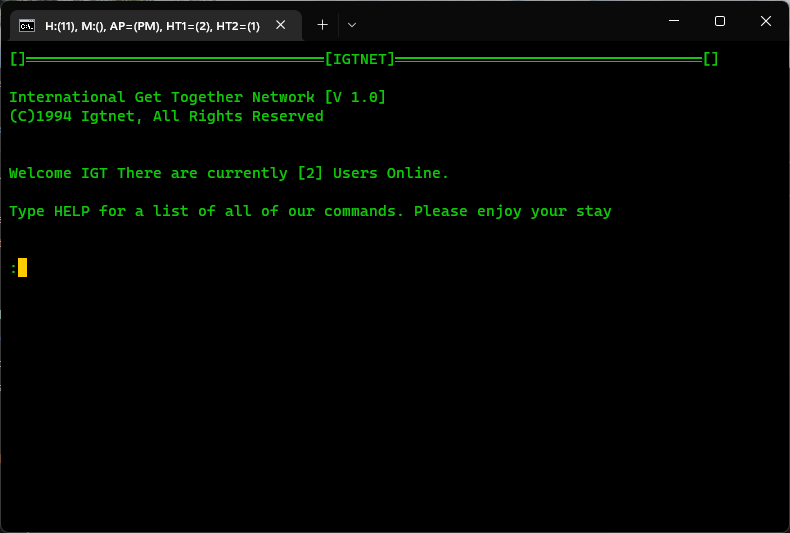 H:(11), M:(), AP=(PM), HT1=(2), HT2=(1)
[]═════════════════════════════════[IGTNET]══════════════════════════════════[]
International Get Together Network [V 1.0]
(C)1994 Igtnet, All Rights Reserved
Welcome IGT There are currently [2] Users Online.
Type HELP for a list of all of our commands. Please enjoy your stay
: